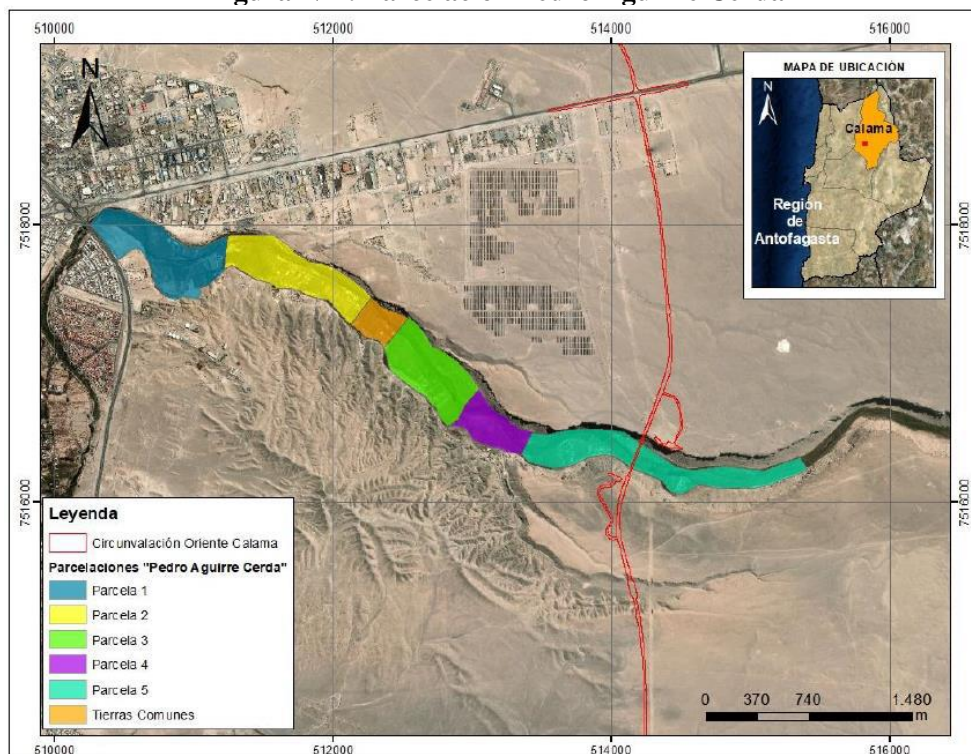 510000 512000 514000 516000
N
MAPA DE UBICACIÓN
N
Calama
Región
de
Antofagasta
7518000
7518000
7516000
7516000
Leyenda
Circunvalación Oriente Calama
Parcelaciones "Pedro Aguirre Cerda"
Parcela 1
Parcela 2
Parcela 3
Parcela 4
Parcela 5
Tierras Comunes
0 370 740 1.480
m
510000 512000 514000 516000